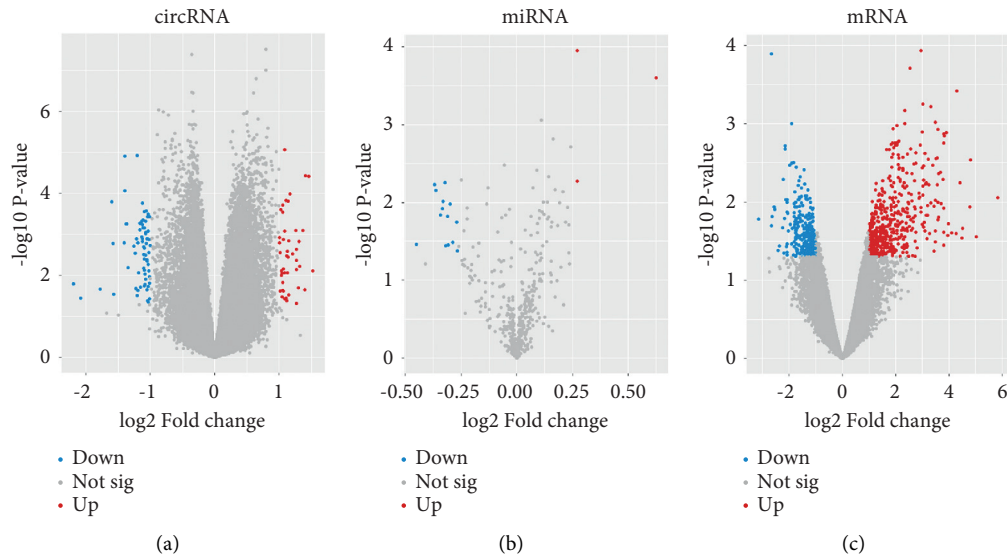 circRNA
-log10 P-value
6
4
2
0
-2
-1
0
1
log2 Fold change
Down
Not sig
Up
(a)
miRNA
-log10 P-value
4
3
2
1
0
-0.50
-0.25
0.00
0.25
0.50
log2 Fold change
Down
Not sig
Up
(b)
mRNA
-log10 P-value
4
3
2
1
0
-2
0
2
4
6
log2 Fold change
Down
Not sig
Up
(c)